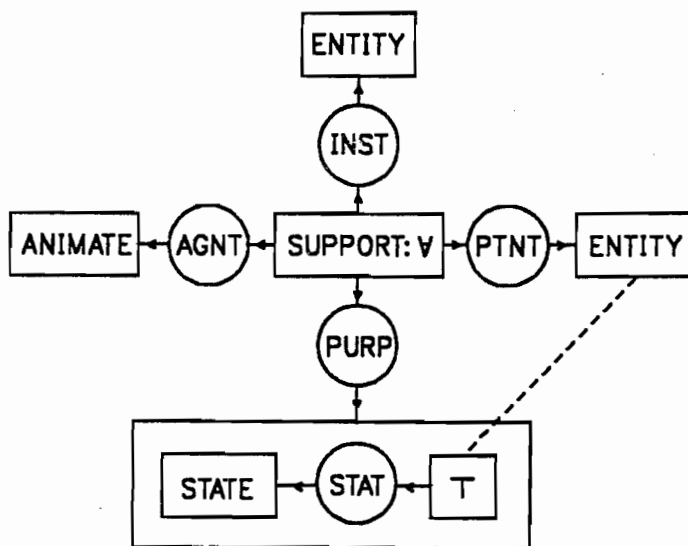 ENTITY
INST
ANIMATE AGNT SUPPORT: ∀ PTNT ENTITY
PURP
STATE STAT T